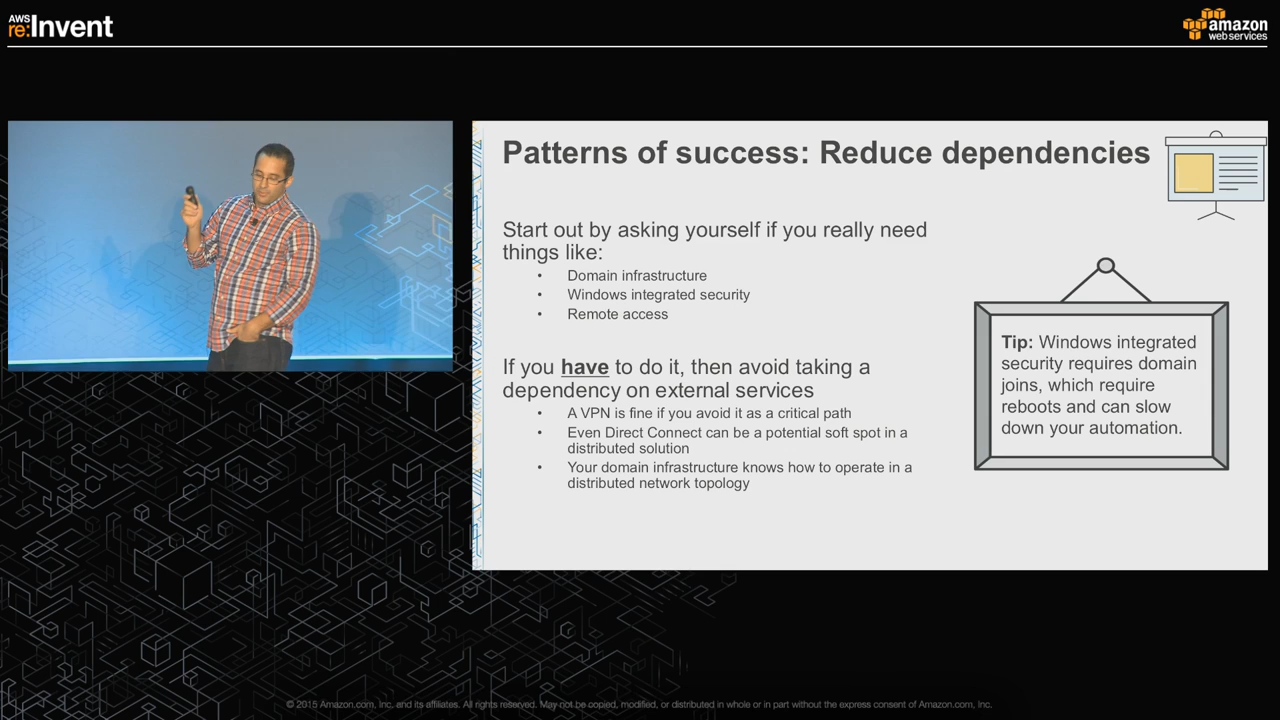 AWS
re:Invent
amazon
web services
Patterns of success: Reduce dependencies
Start out by asking yourself if you really need
things like:
• Domain infrastructure
• Windows integrated security
• Remote access
If you have to do it, then avoid taking a
dependency on external services
• A VPN is fine if you avoid it as a critical path
• Even Direct Connect can be a potential soft spot in a
distributed solution
• Your domain infrastructure knows how to operate in a
distributed network topology
Tip: Windows integrated
security requires domain
joins, which require
reboots and can slow
down your automation.
© 2015 Amazon.com, Inc. and its affiliates. All rights reserved. May not be copied, modified, or distributed in whole or in part without the express consent of Amazon.com, Inc.